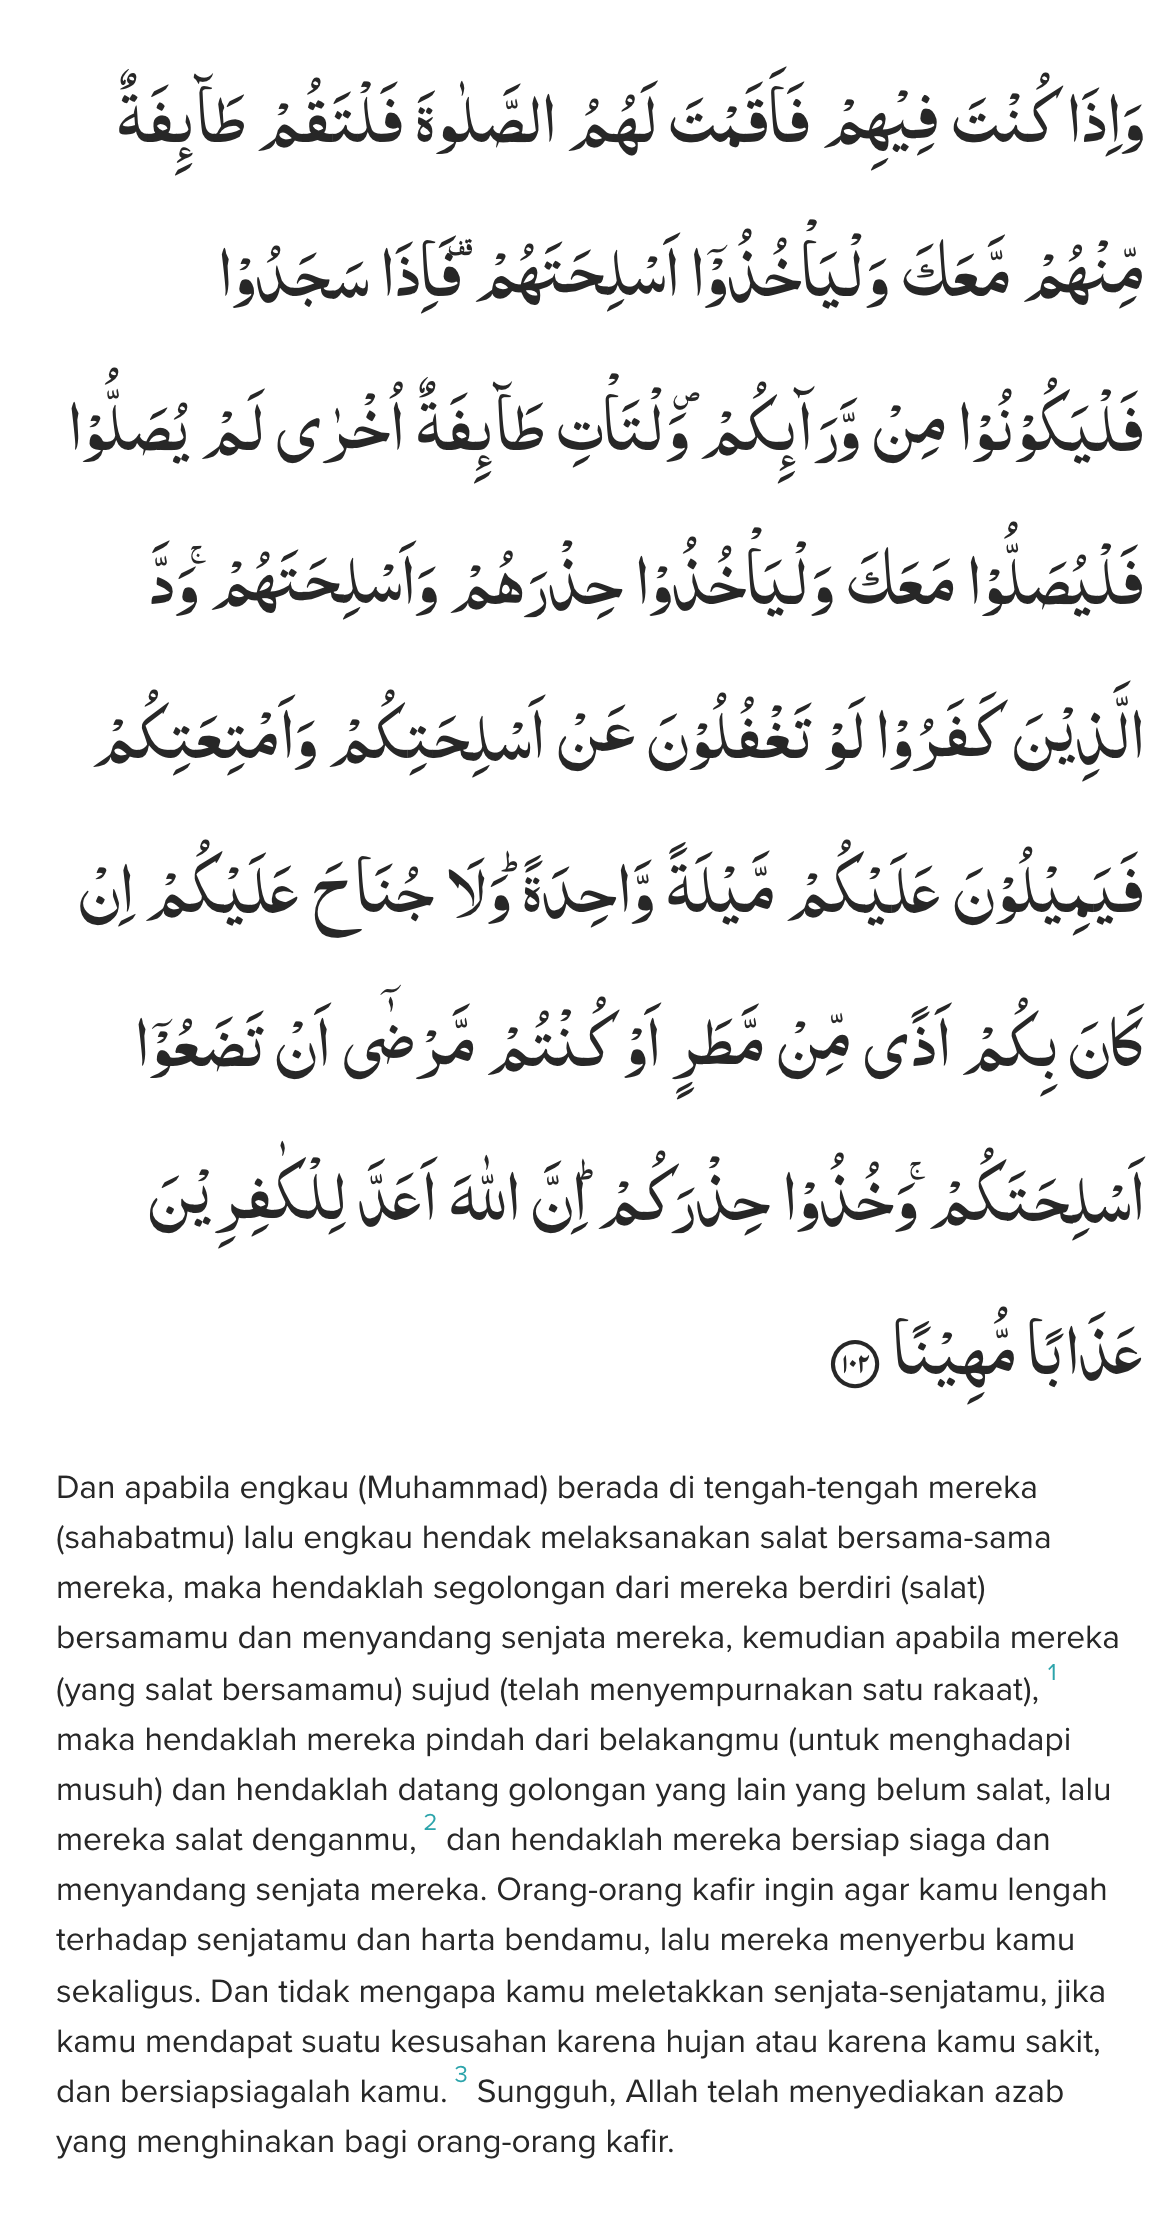 وَاِذَا كُنْتَ فِيْهِمْ فَاَقَمْتَ لَهُمُ الصَّلٰوةَ فَلْتَقُمْ طَاۤىِٕفَةٌ
مِّنْهُمْ مَّعَكَ وَلْيَأْخُذُوْٓا اَسْلِحَتَهُمْ ۗفَاِذَا سَجَدُوْا
فَلْيَكُوْنُوْا مِنْ وَّرَاۤىِٕكُمْۖ وَلْتَأْتِ طَاۤىِٕفَةٌ اُخْرٰى لَمْ يُصَلُّوْا
فَلْيُصَلُّوْا مَعَكَ وَلْيَأْخُذُوْا حِذْرَهُمْ وَاَسْلِحَتَهُمْ ۚوَدَّ
الَّذِيْنَ كَفَرُوْا لَوْ تَغْفُلُوْنَ عَنْ اَسْلِحَتِكُمْ وَاَمْتِعَتِكُمْ
فَيَمِيْلُوْنَ عَلَيْكُمْ مَّيْلَةً وَّاحِدَةً ۗوَلَا جُنَاحَ عَلَيْكُمْ اِنْ
كَانَ بِكُمْ اَذًى مِّنْ مَّطَرٍ اَوْ كُنْتُمْ مَّرْضٰٓى اَنْ تَضَعُوْٓا
اَسْلِحَتَكُمْ ۚوَخُذُوْا حِذْرَكُمْ ۗاِنَّ اللّٰهَ اَعَدَّ لِلْكٰفِرِيْنَ
عَذَابًا مُّهِيْنًا ١٠٢
Dan apabila engkau (Muhammad) berada di tengah-tengah mereka
(sahabatmu) lalu engkau hendak melaksanakan salat bersama-sama
mereka, maka hendaklah segolongan dari mereka berdiri (salat)
bersamamu dan menyandang senjata mereka, kemudian apabila mereka
(yang salat bersamamu) sujud (telah menyempurnakan satu rakaat), 1
maka hendaklah mereka pindah dari belakangmu (untuk menghadapi
musuh) dan hendaklah datang golongan yang lain yang belum salat, lalu
mereka salat denganmu, 2 dan hendaklah mereka bersiap siaga dan
menyandang senjata mereka. Orang-orang kafir ingin agar kamu lengah
terhadap senjatamu dan harta bendamu, lalu mereka menyerbu kamu
sekaligus. Dan tidak mengapa kamu meletakkan senjata-senjatamu, jika
kamu mendapat suatu kesusahan karena hujan atau karena kamu sakit,
dan bersiapsiagalah kamu. 3 Sungguh, Allah telah menyediakan azab
yang menghinakan bagi orang-orang kafir.